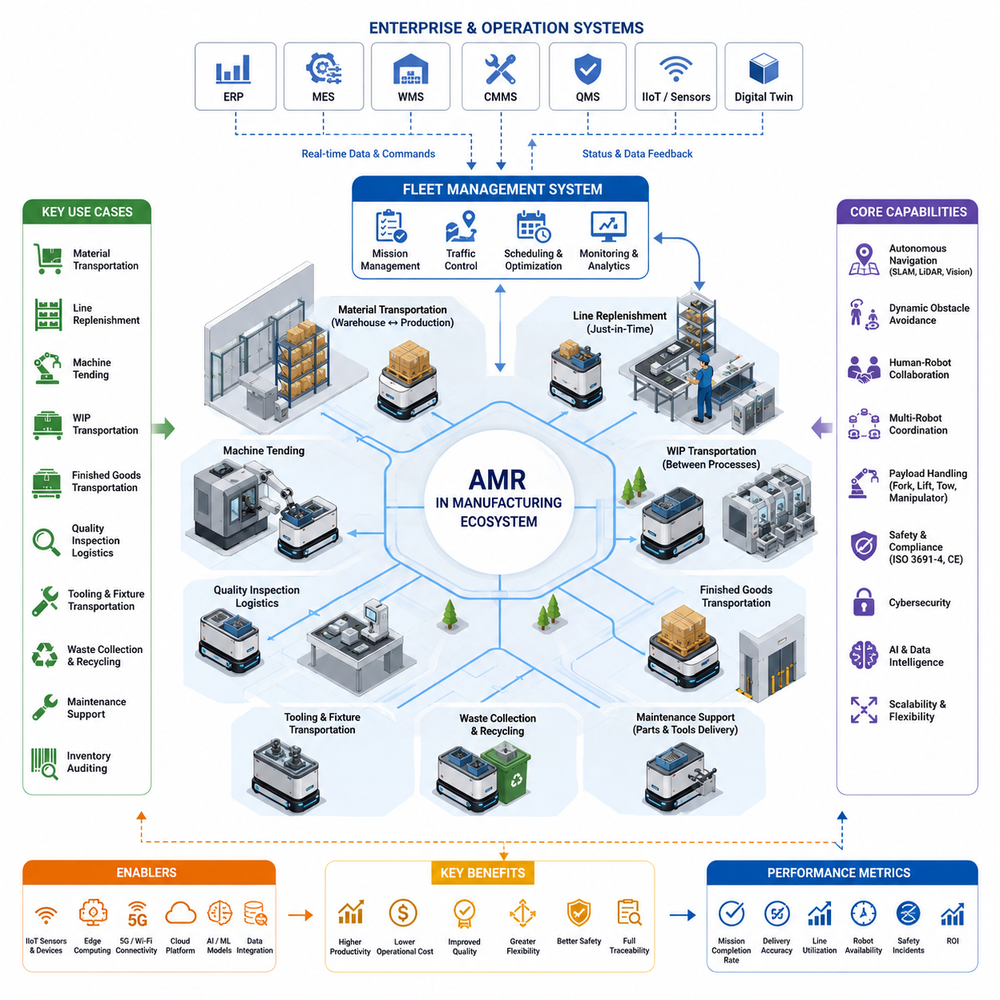 ENTERPRISE & OPERATION SYSTEMS
ERP
MES
WMS
CMMS
QMS
IIoT / Sensors
Digital Twin
Real-time Data & Commands
Status & Data Feedback
FLEET MANAGEMENT SYSTEM
Mission
Management
Traffic
Control
Scheduling &
Optimization
Monitoring &
Analytics
KEY USE CASES
Material
Transportation
Line
Replenishment
Machine
Tending
WIP
Transportation
Finished Goods
Transportation
Quality
Inspection
Logistics
Tooling & Fixture
Transportation
Waste Collection
& Recycling
Maintenance
Support
Inventory
Auditing
Material Transportation
(Warehouse ↔ Production)
Line Replenishment
(Just-in-Time)
Machine Tending
WIP Transportation
(Between Processes)
AMR
IN MANUFACTURING
ECOSYSTEM
Quality Inspection
Logistics
Finished Goods
Transportation
Tooling & Fixture
Transportation
Waste Collection
& Recycling
Maintenance Support
(Parts & Tools Delivery)
CORE CAPABILITIES
Autonomous
Navigation
(SLAM, LiDAR, Vision)
Dynamic Obstacle
Avoidance
Human-Robot
Collaboration
Multi-Robot
Coordination
Payload Handling
(Fork, Lift, Tow,
Manipulator)
Safety &
Compliance
(ISO 3691-4, CE)
Cybersecurity
AI & Data
Intelligence
Scalability &
Flexibility
ENABLERS
IIoT Sensors
& Devices
Edge
Computing
5G
5G / Wi-Fi
Connectivity
Cloud
Platform
AI / ML
Models
Data
Integration
KEY BENEFITS
Higher
Productivity
$
Lower
Operational Cost
Improved
Quality
Greater
Flexibility
Better Safety
Full
Traceability
PERFORMANCE METRICS
Mission
Completion
Rate
Delivery
Accuracy
Line
Utilization
Robot
Availability
Safety
Incidents
ROI